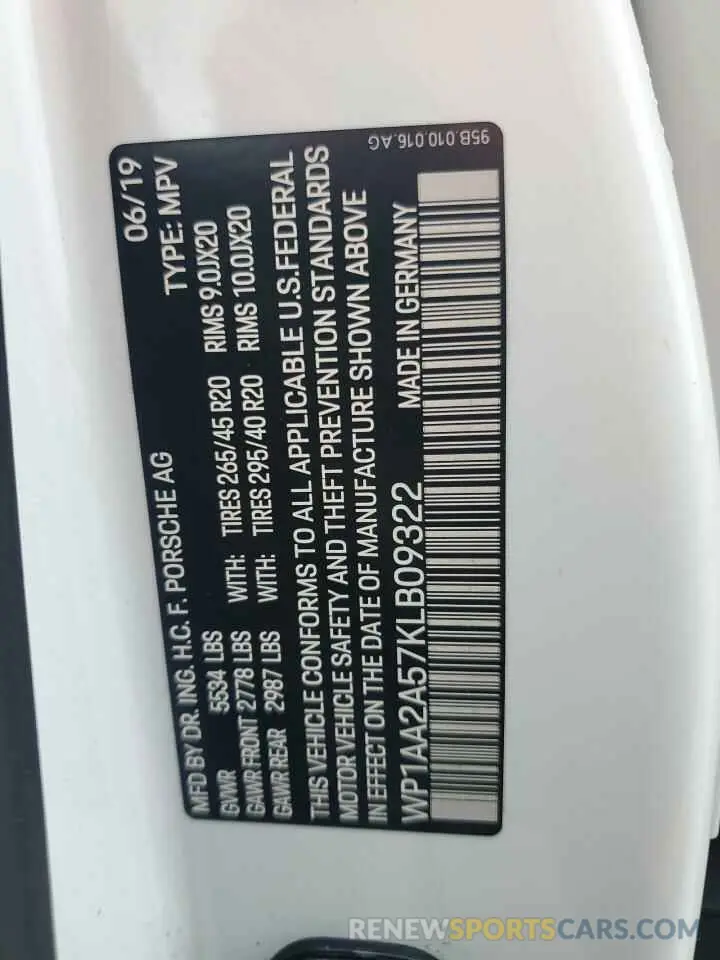 MFD BY DR. ING. H.C. F. PORSCHE AG 06/19
GVWR 5534 LBS TYPE: MPV
GAWR FRONT 2778 LBS WITH: TIRES 265/45 R20 RIMS 9.0JX20
GAWR REAR 2987 LBS WITH: TIRES 295/40 R20 RIMS 10.0JX20
THIS VEHICLE CONFORMS TO ALL APPLICABLE U.S.FEDERAL
MOTOR VEHICLE SAFETY AND THEFT PREVENTION STANDARDS
IN EFFECT ON THE DATE OF MANUFACTURE SHOWN ABOVE
WP1AA2A57KLB09322 MADE IN GERMANY
95B.010.016.AG
RENEWSPORTSCARS.COM